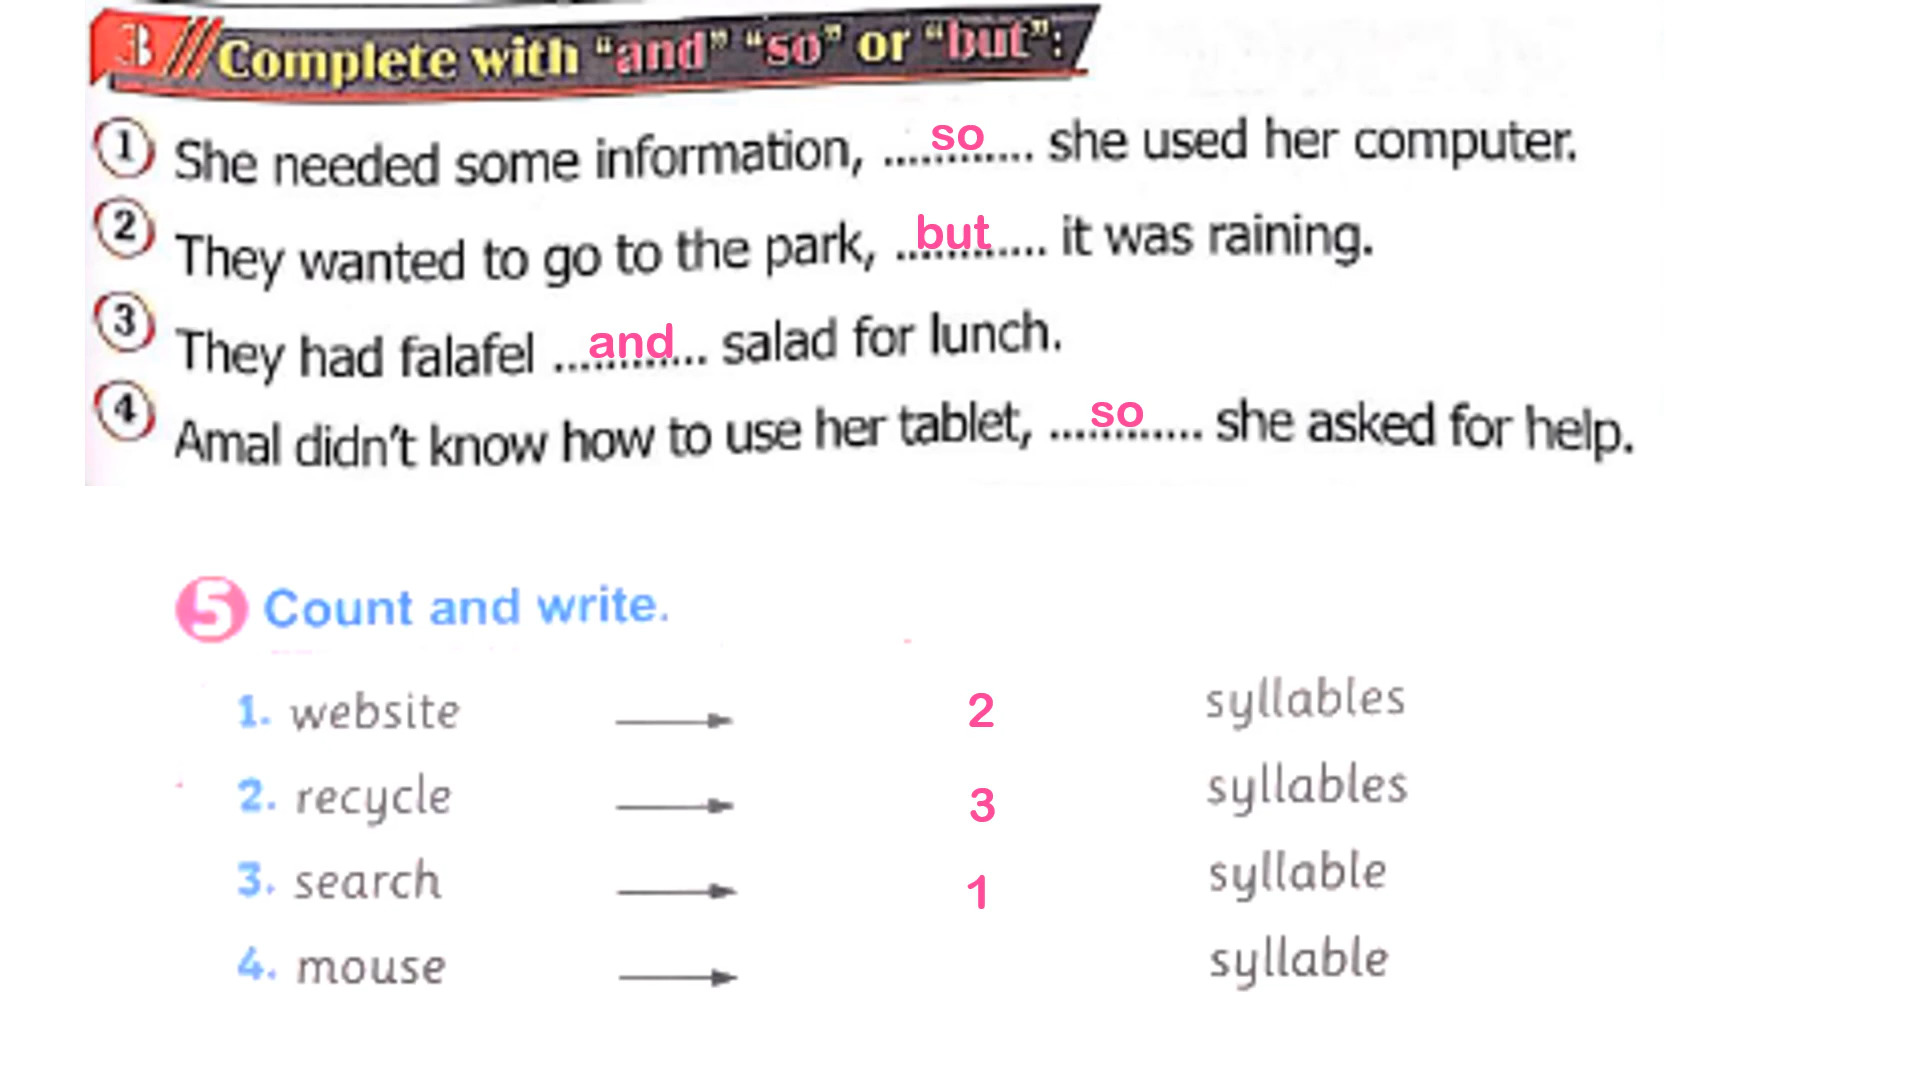 3 Complete with “and” “so” or “but”:
1 She needed some information, ....so.... she used her computer.
2 They wanted to go to the park, ....but.... it was raining.
3 They had falafel ....and.... salad for lunch.
4 Amal didn’t know how to use her tablet, ....so.... she asked for help.
5 Count and write.
1. website 2 syllables
2. recycle 3 syllables
3. search 1 syllable
4. mouse syllable